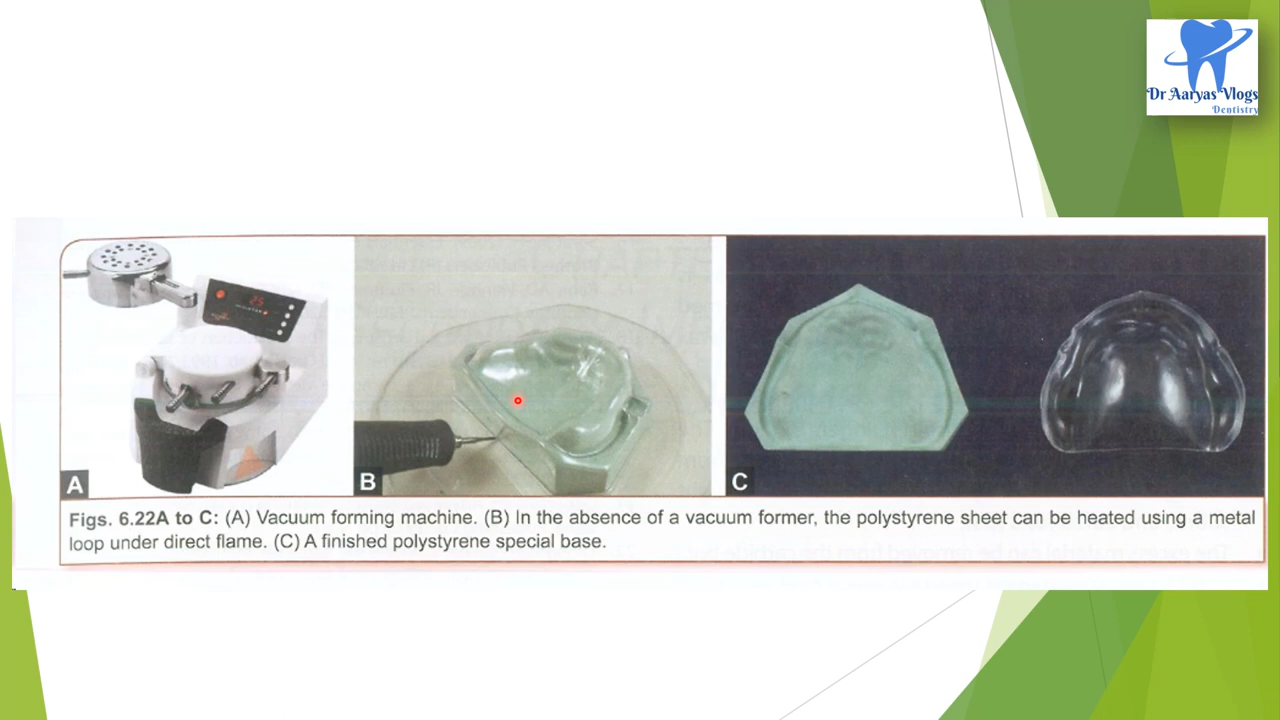 Dr Aaryas Vlogs
Dentistry
25
A
B
C
Figs. 6.22A to C: (A) Vacuum forming machine. (B) In the absence of a vacuum former, the polystyrene sheet can be heated using a metal
loop under direct flame. (C) A finished polystyrene special base.